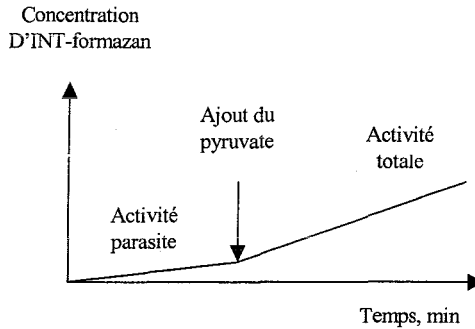 Concentration
D'INT-formazan
Ajout du
pyruvate
Activité
totale
Activité
parasite
Temps, min